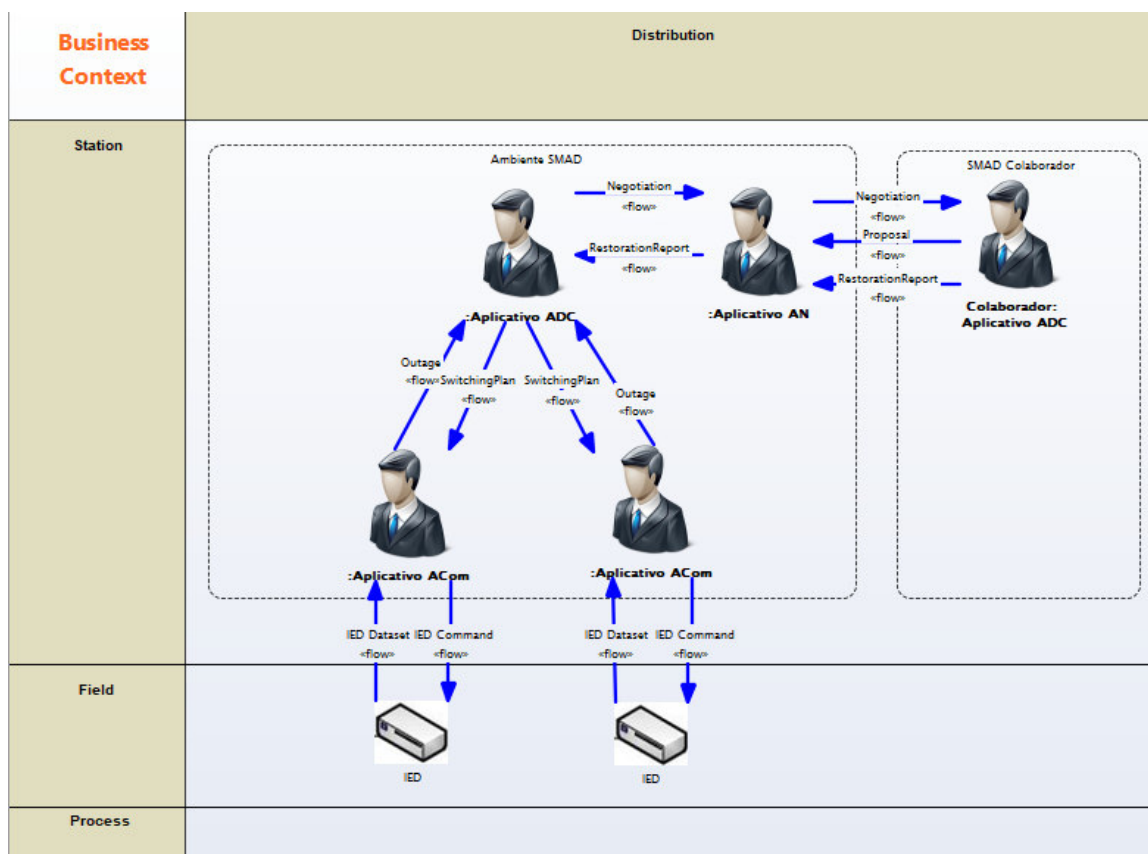 Business
Context
Distribution
Station
Ambiente SMAD
SMAD Colaborador
Negotiation
«flow»
RestorationReport
«flow»
Negotiation
«flow»
Proposal
«flow»
RestorationReport
«flow»
:Aplicativo ADC
:Aplicativo AN
Colaborador:
Aplicativo ADC
Outage
«flow»
SwitchingPlan
«flow»
SwitchingPlan
«flow»
Outage
«flow»
:Aplicativo ACom
:Aplicativo ACom
IED Dataset
«flow»
IED Command
«flow»
IED Dataset
«flow»
IED Command
«flow»
Field
IED
IED
Process